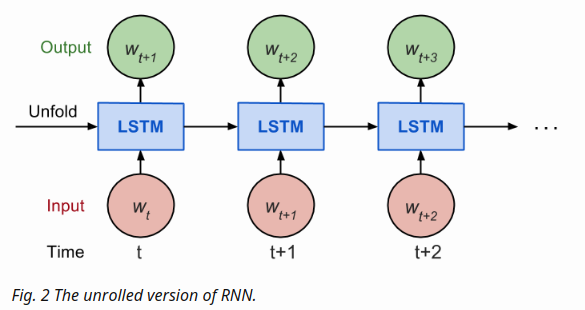 Output w_{t+1} w_{t+2} w_{t+3}
Unfold LSTM LSTM LSTM ...
Input w_t w_{t+1} w_{t+2}
Time t t+1 t+2
Fig. 2 The unrolled version of RNN.